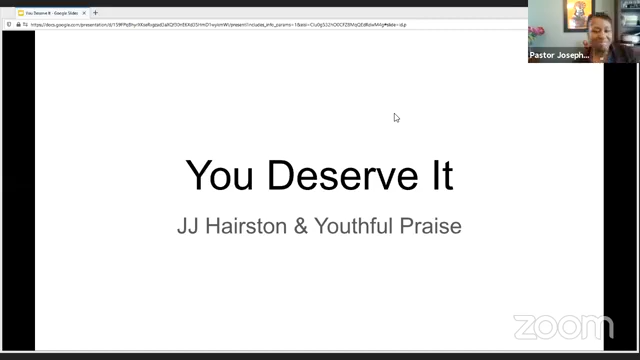 You Deserve It - Google Slides
Pastor Joseph...
You Deserve It
JJ Hairston & Youthful Praise
zoom